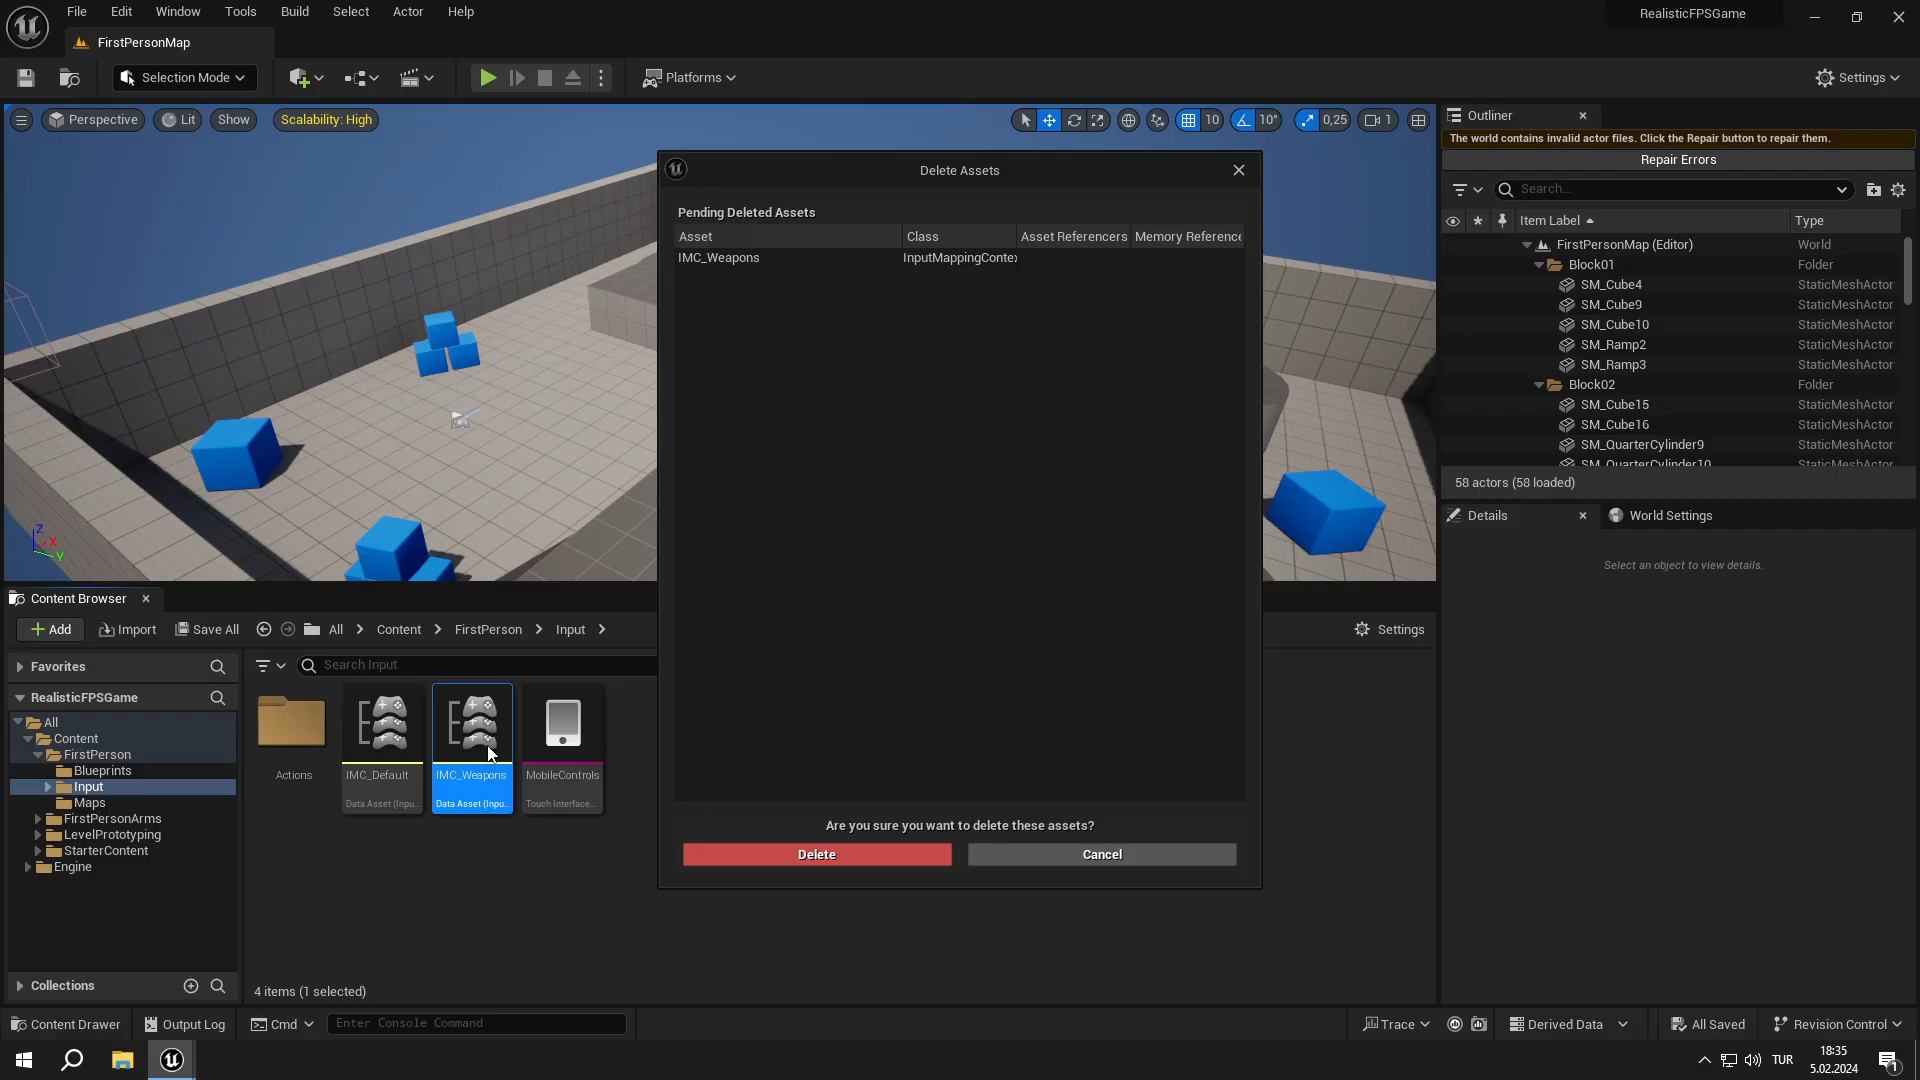 File Edit Window Tools Build Select Actor Help
RealisticFPSGame
FirstPersonMap
Selection Mode
Platforms
Settings
Perspective
Lit
Show
Scalability: High
10
10°
0,25
1
Outliner
The world contains invalid actor files. Click the Repair button to repair them.
Repair Errors
Search...
Item Label
Type
FirstPersonMap (Editor) World
Block01 Folder
SM_Cube4 StaticMeshActor
SM_Cube9 StaticMeshActor
SM_Cube10 StaticMeshActor
SM_Ramp2 StaticMeshActor
SM_Ramp3 StaticMeshActor
Block02 Folder
SM_Cube15 StaticMeshActor
SM_Cube16 StaticMeshActor
SM_QuarterCylinder9 StaticMeshActor
SM_QuarterCylinder10 StaticMeshActor
58 actors (58 loaded)
Details
World Settings
Select an object to view details.
Delete Assets
Pending Deleted Assets
Asset Class Asset Referencers Memory Reference
IMC_Weapons InputMappingContex
Are you sure you want to delete these assets?
Delete
Cancel
Z
X
Y
Content Browser
Add
Import
Save All
All
Content
FirstPerson
Input
Settings
Favorites
Search Input
RealisticFPSGame
All
Content
FirstPerson
Blueprints
Input
Maps
FirstPersonArms
LevelPrototyping
StarterContent
Engine
Actions
IMC_Default
Data Asset (Inpu...
IMC_Weapons
Data Asset (Inpu...
MobileControls
Touch Interface...
Collections
4 items (1 selected)
Content Drawer
Output Log
Cmd
Enter Console Command
Trace
Derived Data
All Saved
Revision Control
TUR
18:35
5.02.2024
1